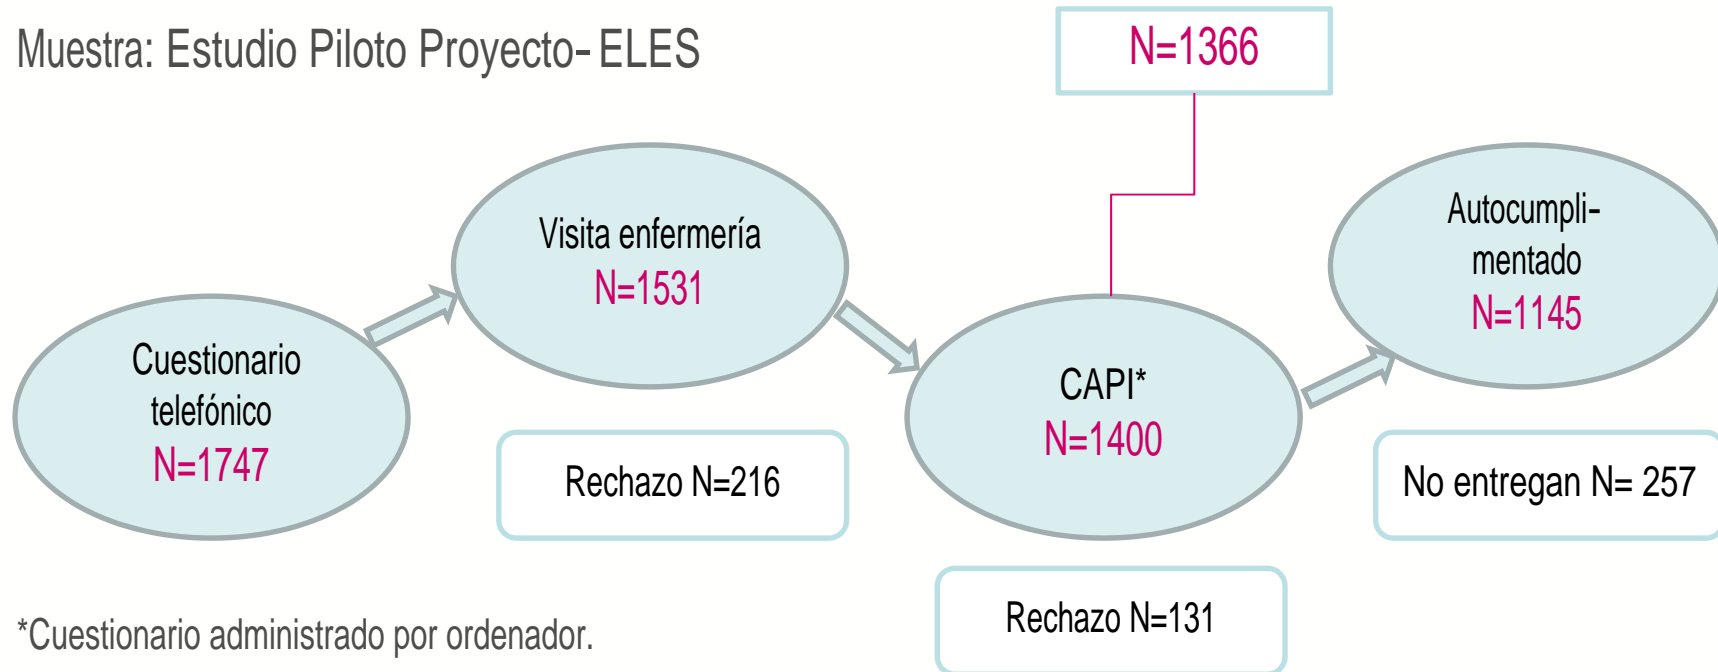 Muestra: Estudio Piloto Proyecto-ELES
N=1366
Cuestionario
telefónico
N=1747
Visita enfermería
N=1531
Rechazo N=216
CAPI*
N=1400
Rechazo N=131
Autocumpli-
mentado
N=1145
No entregan N= 257
*Cuestionario administrado por ordenador.